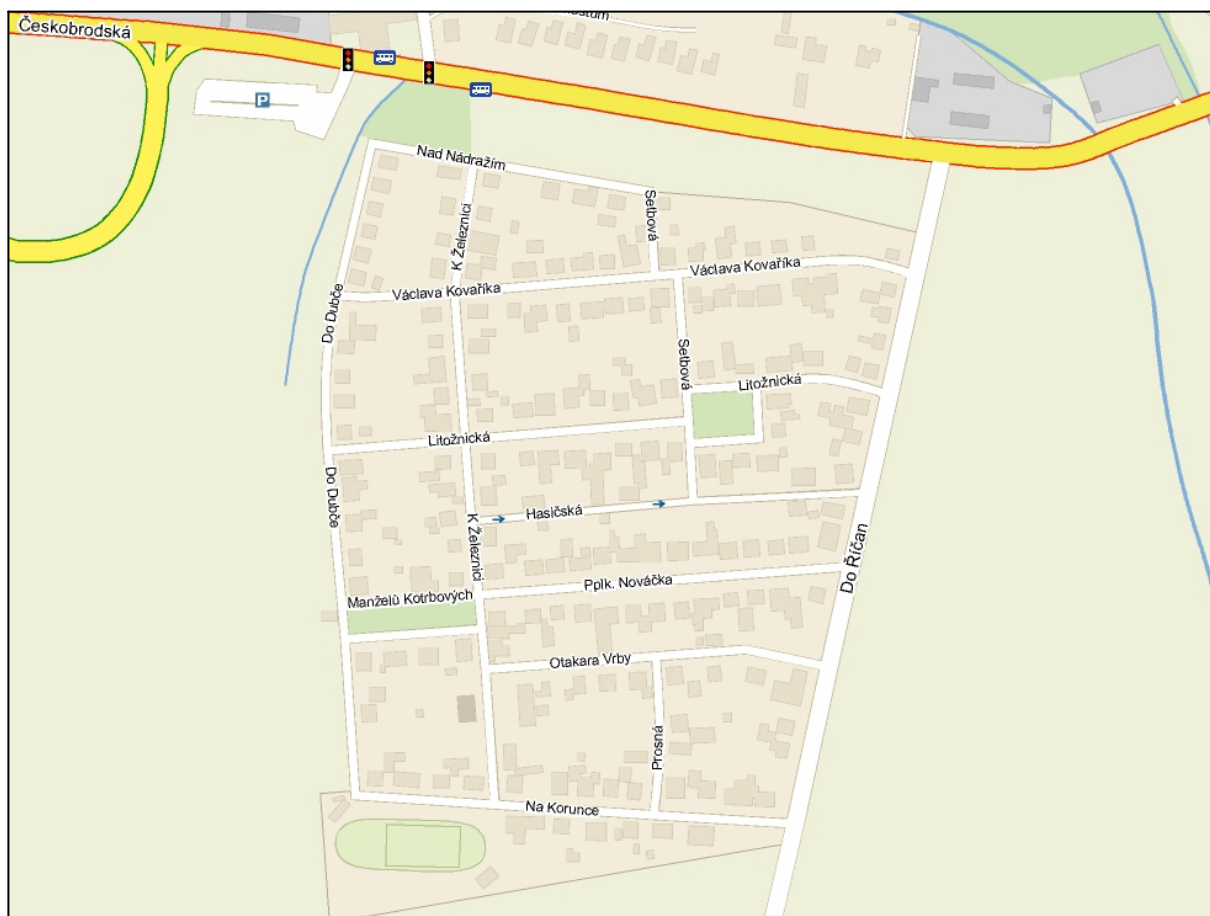 Českobrodská
P
Nad Nádražím
Setbová
K Železnici
Václava Kovaříka
Václava Kovaříka
Do Dubče
Setbová
Litožnická
Litožnická
Do Dubče
Hasičská
K Železnici
Do Říčan
Pplk. Nováčka
Manželů Kotrbových
Otakara Vrby
Prosná
Na Korunce